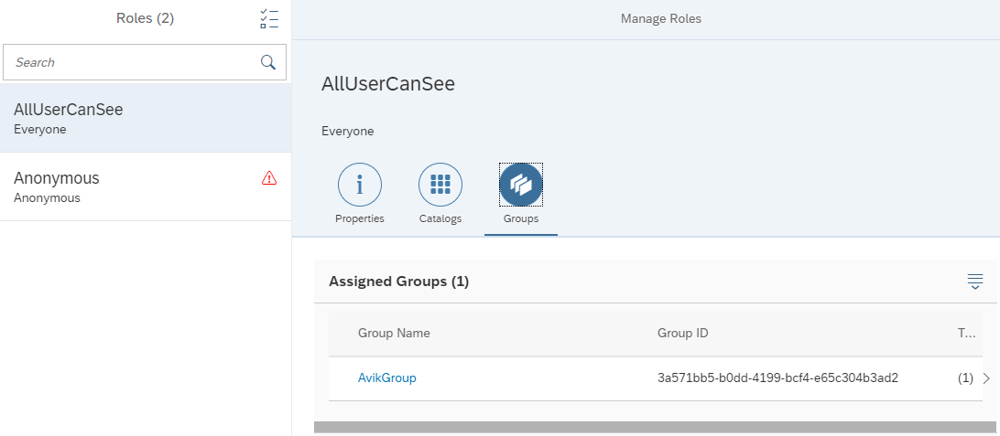 Roles (2)
Search
AllUserCanSee
Everyone
Anonymous
Anonymous
Manage Roles
AllUserCanSee
Everyone
Properties
Catalogs
Groups
Assigned Groups (1)
Group Name Group ID T...
AvikGroup 3a571bb5-b0dd-4199-bcf4-e65c304b3ad2 (1)